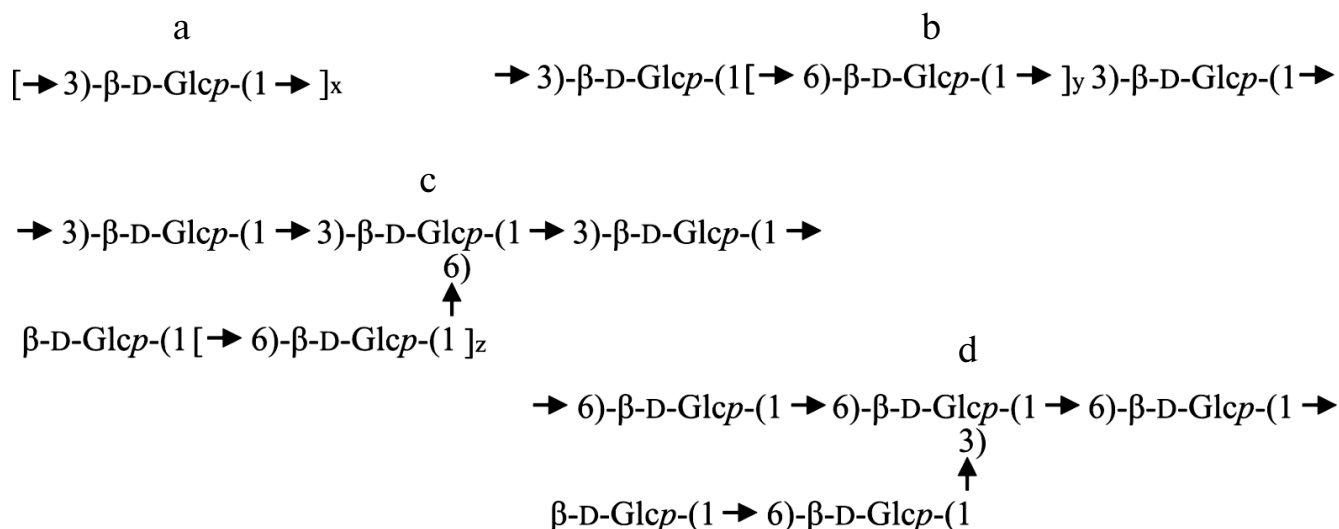 a
[→3)-β-D-Glcp-(1→]x
b
→3)-β-D-Glcp-(1[→6)-β-D-Glcp-(1→]y3)-β-D-Glcp-(1→
c
→3)-β-D-Glcp-(1→3)-β-D-Glcp-(1→3)-β-D-Glcp-(1→
6)
↑
β-D-Glcp-(1[→6)-β-D-Glcp-(1]z
d
→6)-β-D-Glcp-(1→6)-β-D-Glcp-(1→6)-β-D-Glcp-(1→
3)
↑
β-D-Glcp-(1→6)-β-D-Glcp-(1